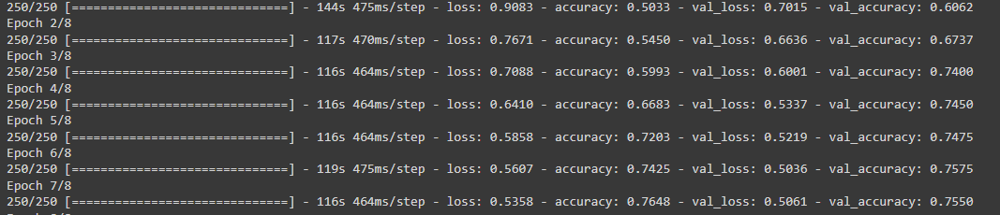 250/250 [==============================] - 144s 475ms/step - loss: 0.9083 - accuracy: 0.5033 - val_loss: 0.7015 - val_accuracy: 0.6062
Epoch 2/8
250/250 [==============================] - 117s 470ms/step - loss: 0.7671 - accuracy: 0.5450 - val_loss: 0.6636 - val_accuracy: 0.6737
Epoch 3/8
250/250 [==============================] - 116s 464ms/step - loss: 0.7088 - accuracy: 0.5993 - val_loss: 0.6001 - val_accuracy: 0.7400
Epoch 4/8
250/250 [==============================] - 116s 464ms/step - loss: 0.6410 - accuracy: 0.6683 - val_loss: 0.5337 - val_accuracy: 0.7450
Epoch 5/8
250/250 [==============================] - 116s 464ms/step - loss: 0.5858 - accuracy: 0.7203 - val_loss: 0.5219 - val_accuracy: 0.7475
Epoch 6/8
250/250 [==============================] - 119s 475ms/step - loss: 0.5607 - accuracy: 0.7425 - val_loss: 0.5036 - val_accuracy: 0.7575
Epoch 7/8
250/250 [==============================] - 116s 464ms/step - loss: 0.5358 - accuracy: 0.7648 - val_loss: 0.5061 - val_accuracy: 0.7550